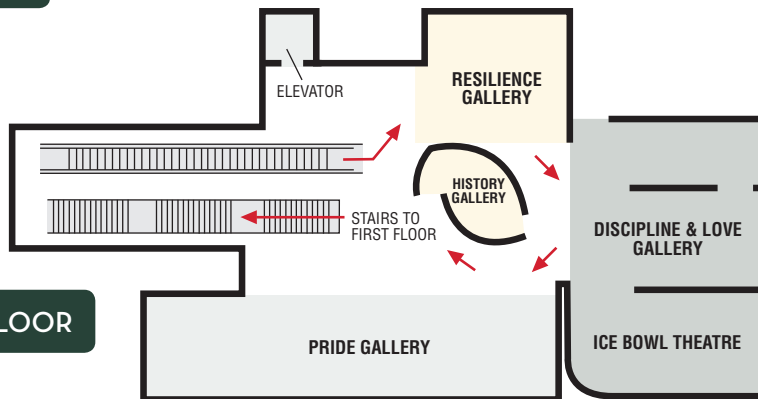 ELEVATOR
RESILIENCE
GALLERY
HISTORY
GALLERY
STAIRS TO
FIRST FLOOR
DISCIPLINE & LOVE
GALLERY
LOOR
PRIDE GALLERY
ICE BOWL THEATRE